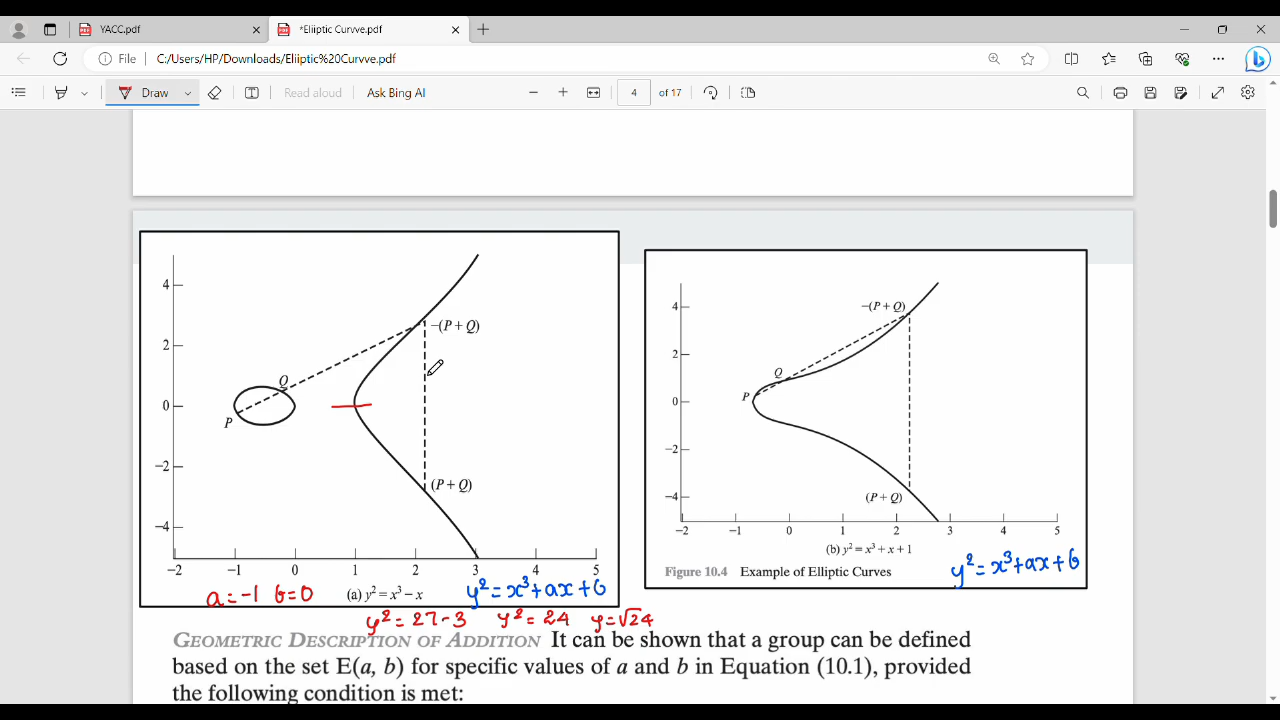 YACC.pdf
*Eliiptic Curvve.pdf
File
C:/Users/HP/Downloads/Eliiptic%20Curvve.pdf
Draw
Read aloud
Ask Bing AI
4
of 17
4
2
0
−2
−4
−2
−1
0
1
2
3
4
5
P
Q
−(P + Q)
(P + Q)
a=-1 b=0
(a) y² = x³ − x
y²=x³+ax+b
y²=27-3
y²=24
y=√24
4
2
0
−2
−4
−2
−1
0
1
2
3
4
5
P
Q
−(P + Q)
(P + Q)
(b) y² = x³ + x + 1
Figure 10.4 Example of Elliptic Curves
y²=x³+ax+b
GEOMETRIC DESCRIPTION OF ADDITION It can be shown that a group can be defined
based on the set E(a, b) for specific values of a and b in Equation (10.1), provided
the following condition is met: